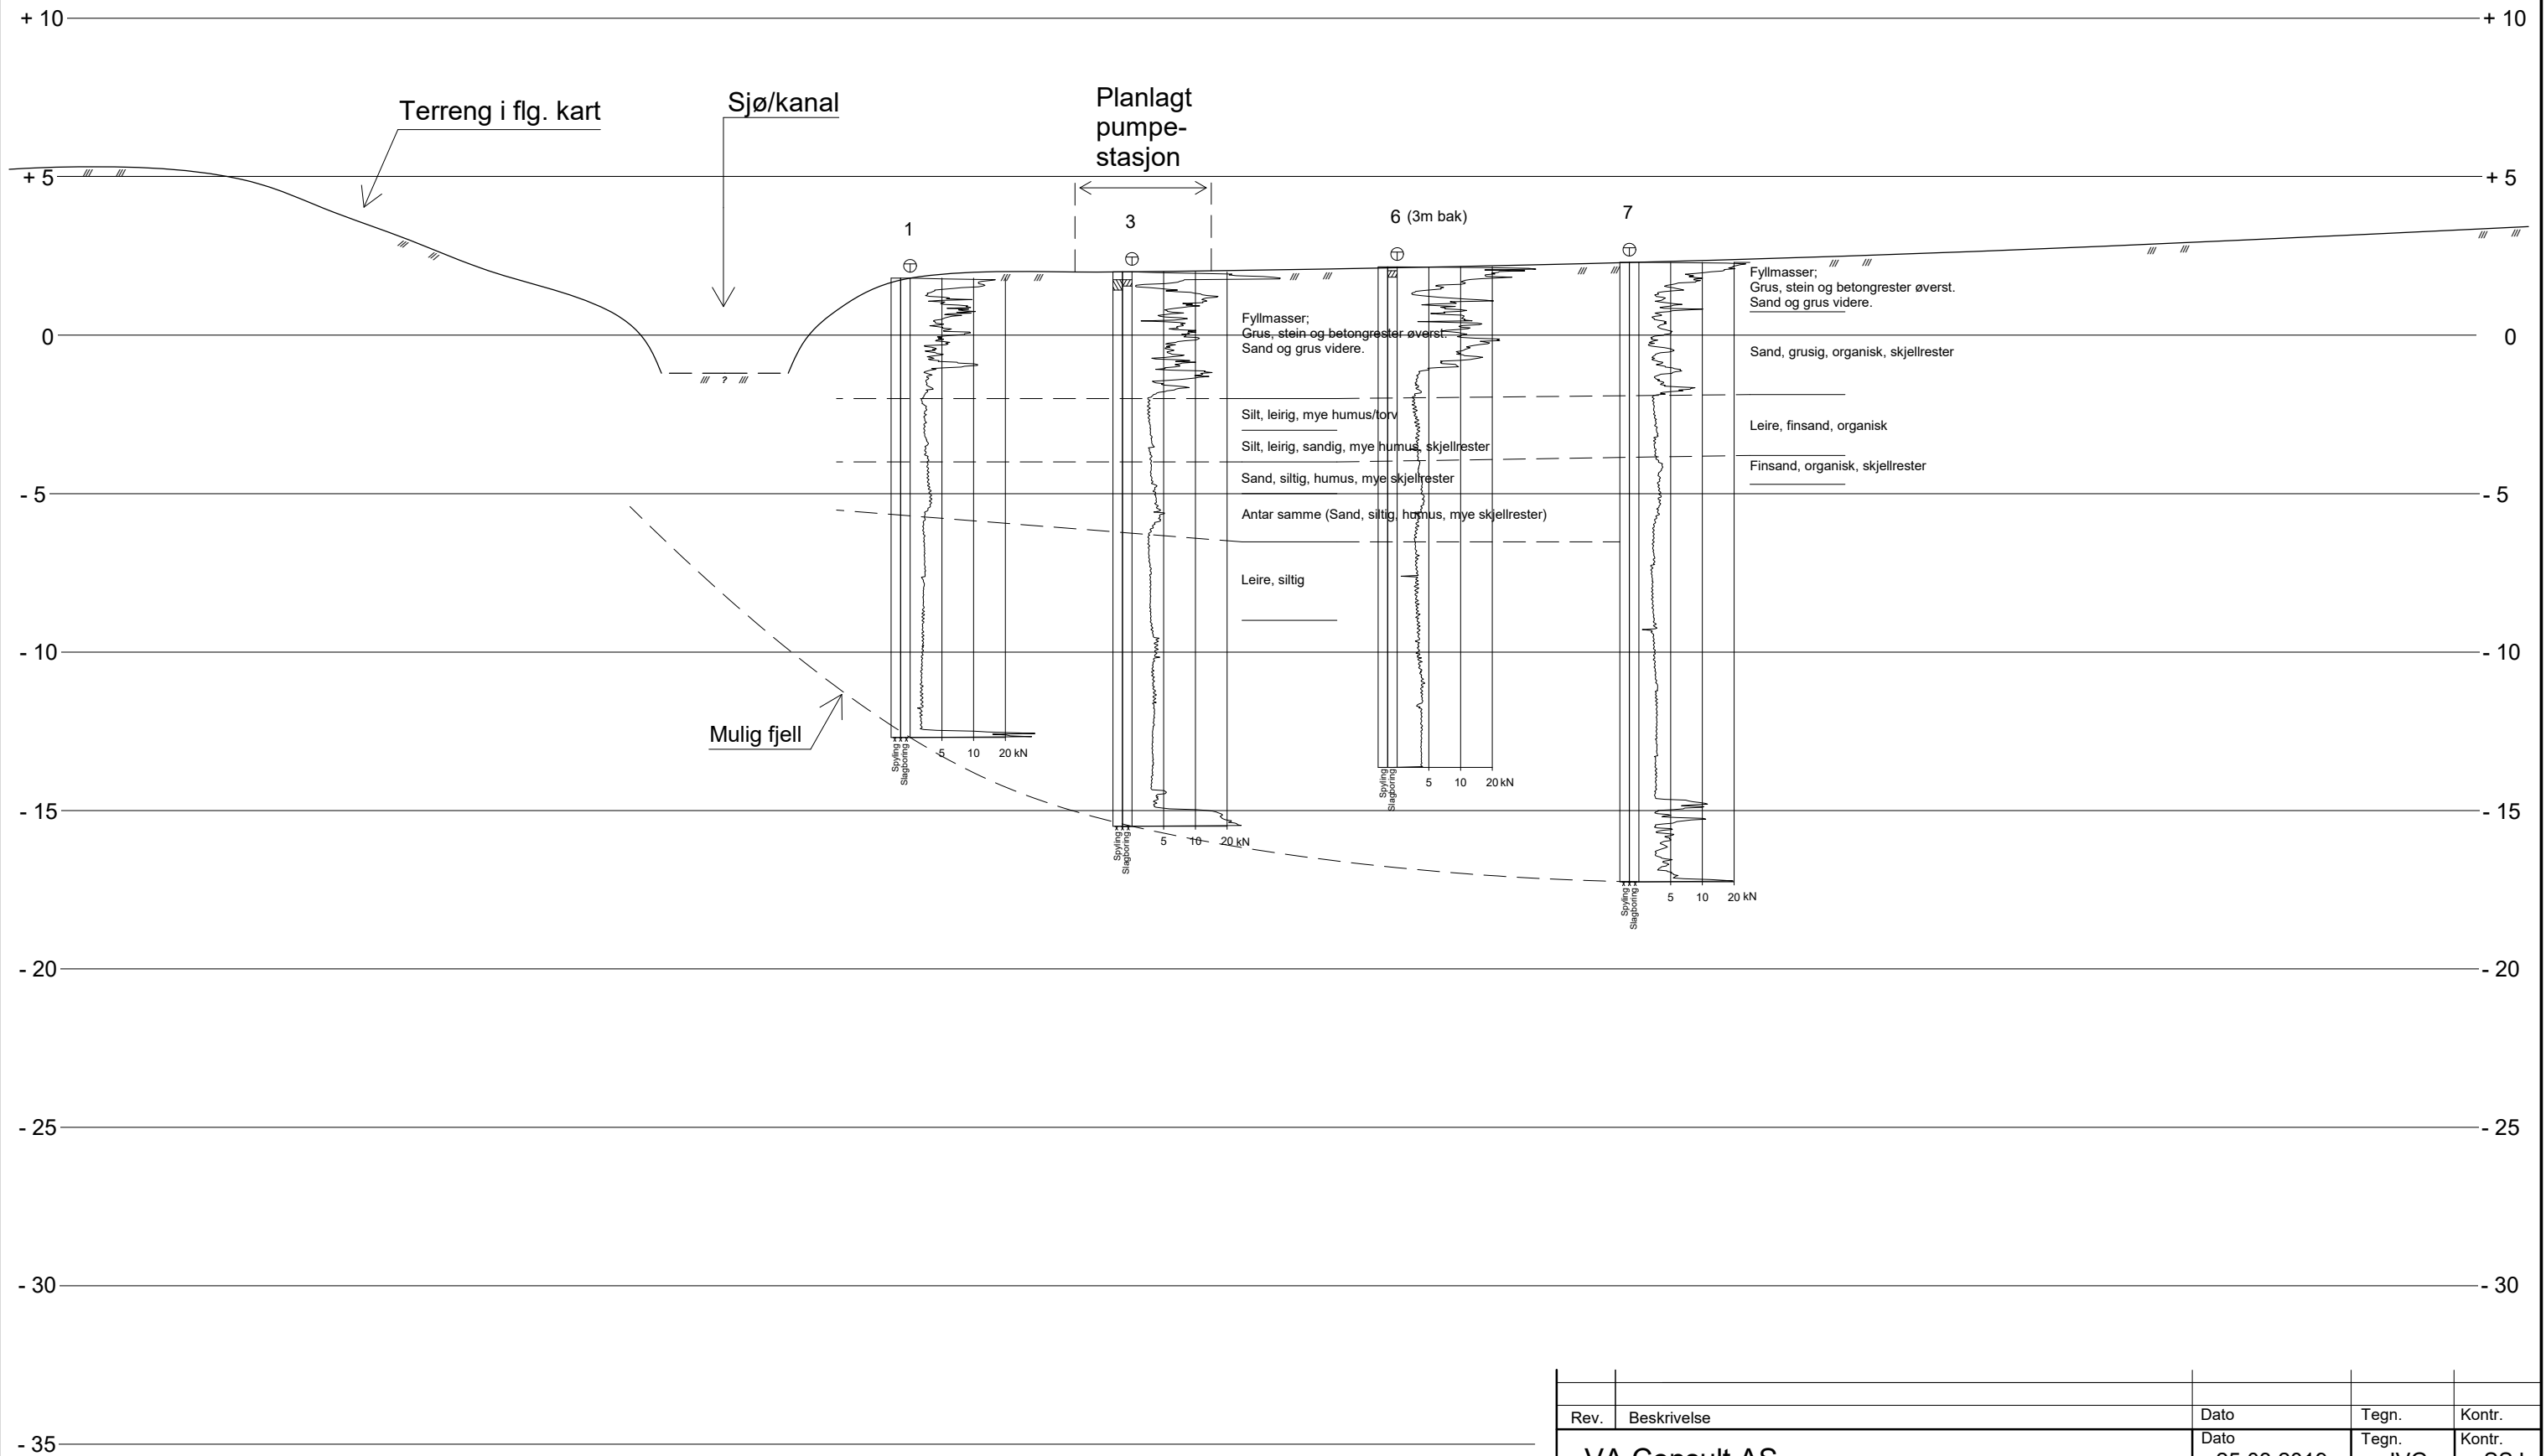 + 10
+ 10
Terreng i flg. kart
Sjø/kanal
Planlagt
pumpe-
stasjon
+ 5
+ 5
1
3
6 (3m bak)
7
Fyllmasser;
Grus, stein og betongrester øverst.
Sand og grus videre.
Fyllmasser;
Grus, stein og betongrester øverst.
Sand og grus videre.
0
0
Sand, grusig, organisk, skjellrester
?
Silt, leirig, mye humus/torv
Leire, finsand, organisk
Silt, leirig, sandig, mye humus, skjellrester
Finsand, organisk, skjellrester
Sand, siltig, humus, mye skjellrester
- 5
- 5
Antar samme (Sand, siltig, humus, mye skjellrester)
Leire, siltig
- 10
- 10
Mulig fjell
Spyling
Slagboring
5 10 20 kN
Spyling
Slagboring
5 10 20 kN
- 15
- 15
Spyling
Slagboring
5 10 20 kN
Spyling
Slagboring
5 10 20 kN
- 20
- 20
- 25
- 25
- 30
- 30
Rev. Beskrivelse Dato Tegn. Kontr.
- 35
Dato Tegn. Kontr.
VA Consult AS